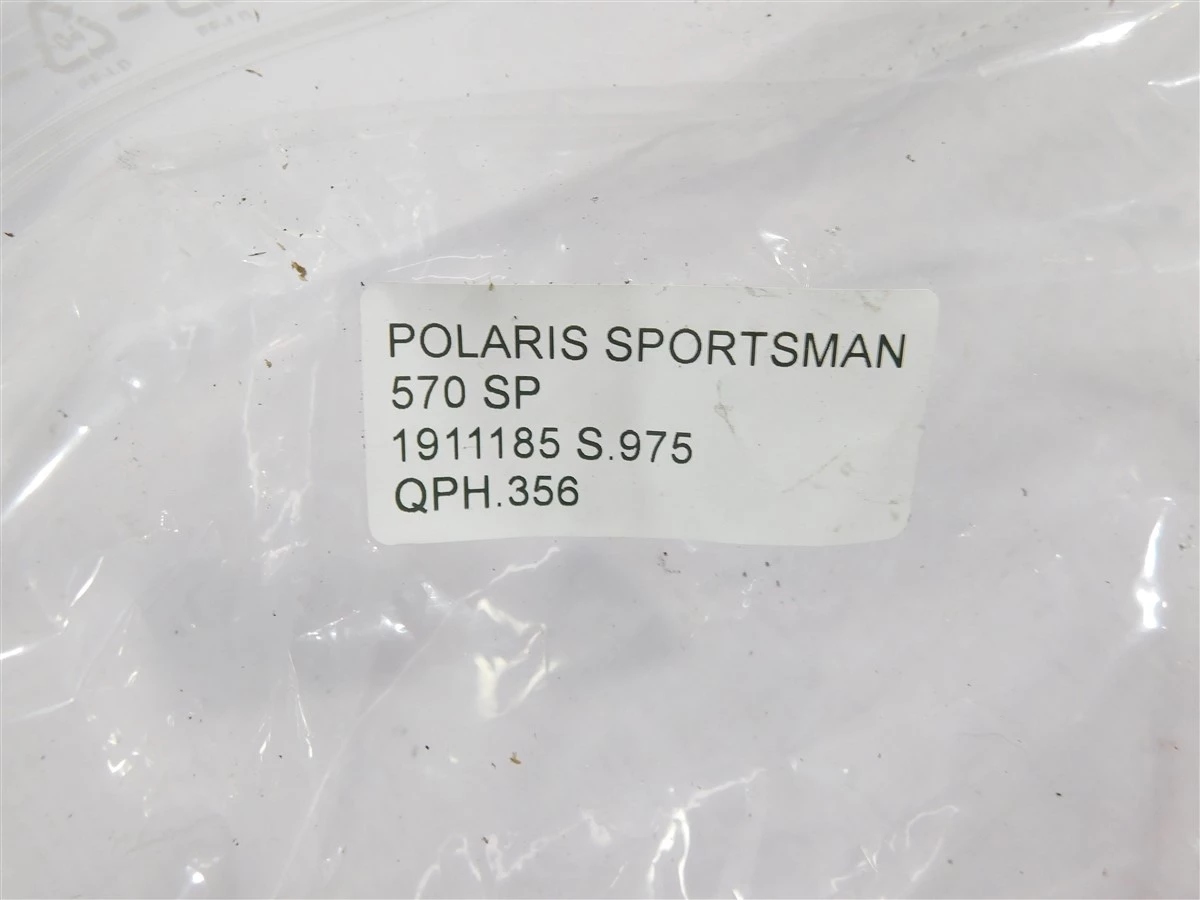 POLARIS SPORTSMAN
570 SP
1911185 S.975
QPH.356